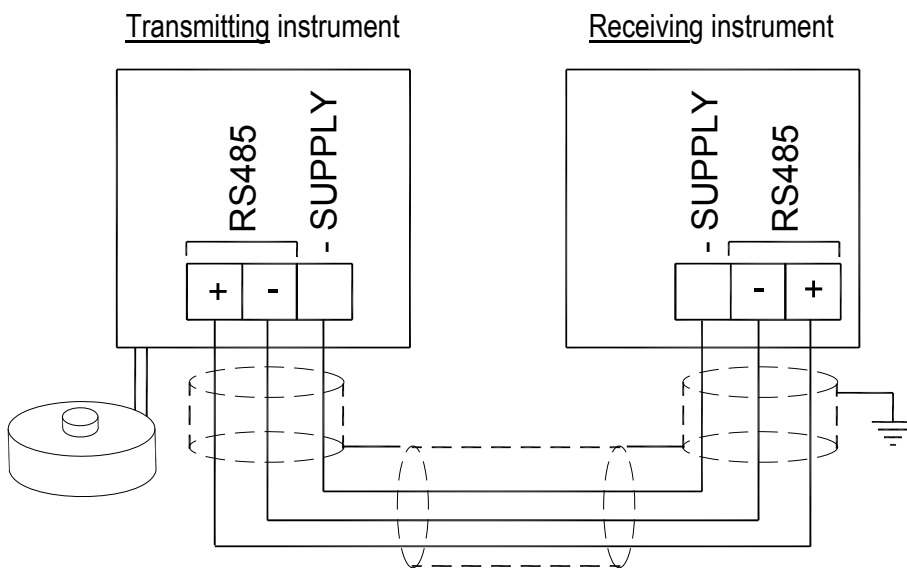 Transmitting instrument
Receiving instrument
RS485
- SUPPLY
+
-
- SUPPLY
RS485
-
+